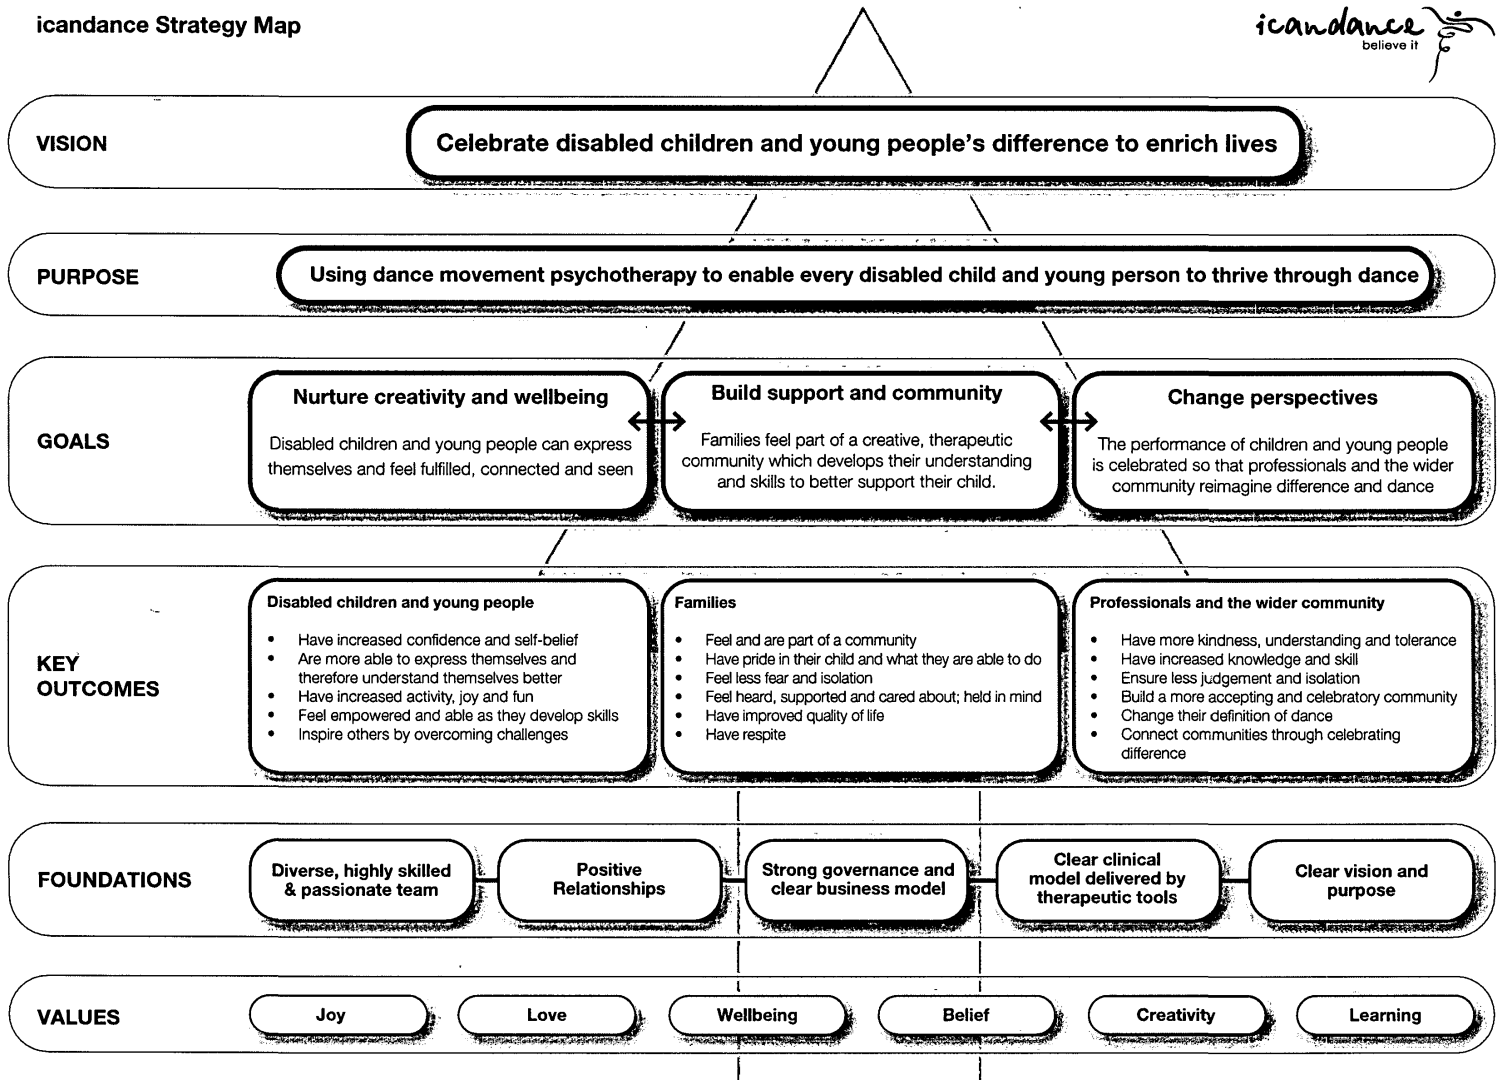 icandance Strategy Map
icandance
believe it
VISION
Celebrate disabled children and young people's difference to enrich lives
PURPOSE
Using dance movement psychotherapy to enable every disabled child and young person to thrive through dance
GOALS
Nurture creativity and wellbeing
Disabled children and young people can express
themselves and feel fulfilled, connected and seen
Build support and community
Families feel part of a creative, therapeutic
community which develops their understanding
and skills to better support their child.
Change perspectives
The performance of children and young people
is celebrated so that professionals and the wider
community reimagine difference and dance
KEY
OUTCOMES
Disabled children and young people
• Have increased confidence and self-belief
• Are more able to express themselves and
therefore understand themselves better
• Have increased activity, joy and fun
• Feel empowered and able as they develop skills
• Inspire others by overcoming challenges
Families
• Feel and are part of a community
• Have pride in their child and what they are able to do
• Feel less fear and isolation
• Feel heard, supported and cared about; held in mind
• Have improved quality of life
• Have respite
Professionals and the wider community
• Have more kindness, understanding and tolerance
• Have increased knowledge and skill
• Ensure less judgement and isolation
• Build a more accepting and celebratory community
• Change their definition of dance
• Connect communities through celebrating
difference
FOUNDATIONS
Diverse, highly skilled
& passionate team
Positive
Relationships
Strong governance and
clear business model
Clear clinical
model delivered by
therapeutic tools
Clear vision and
purpose
VALUES
Joy
Love
Wellbeing
Belief
Creativity
Learning